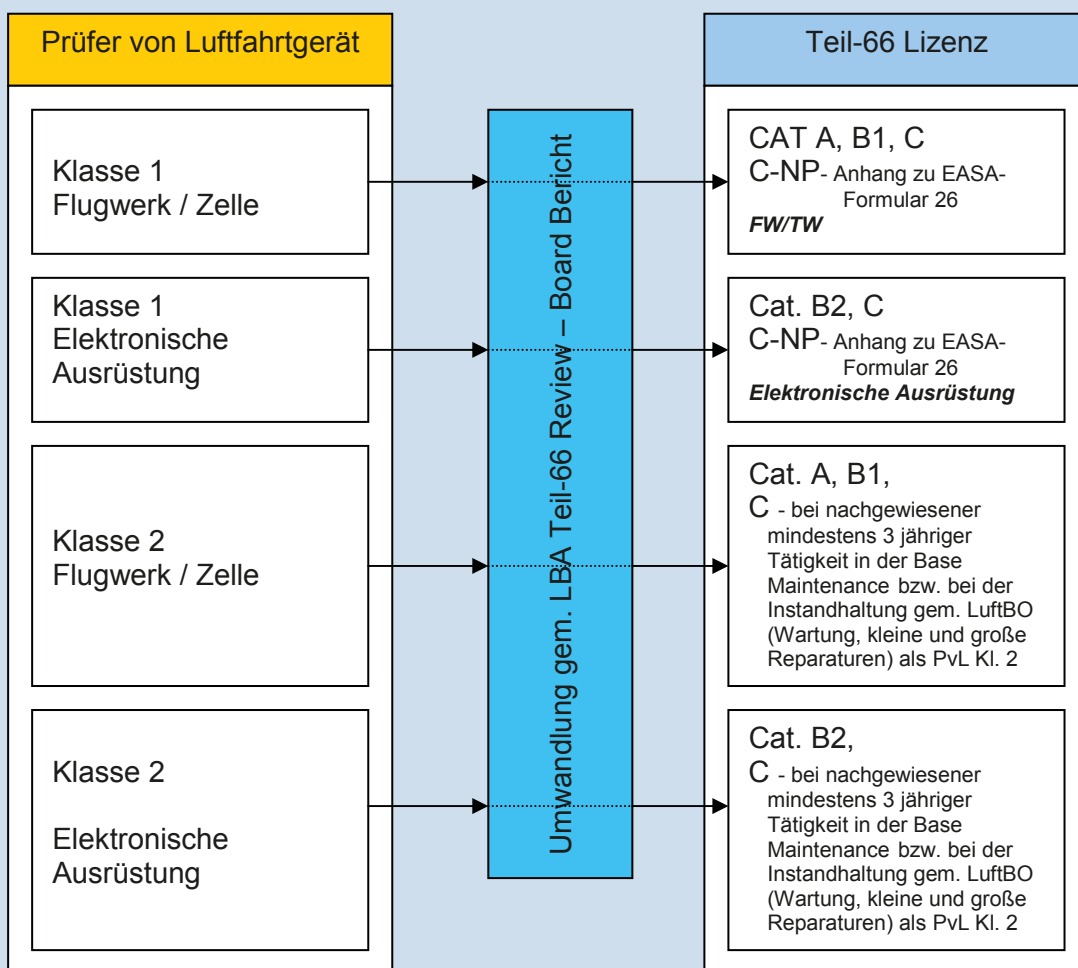 Prüfer von Luftfahrtgerät
Teil-66 Lizenz
Klasse 1
Flugwerk / Zelle
Klasse 1
Elektronische
Ausrüstung
Klasse 2
Flugwerk / Zelle
Klasse 2
Elektronische
Ausrüstung
Umwandlung gem. LBA Teil-66 Review – Board Bericht
CAT A, B1, C
C-NP- Anhang zu EASA-
Formular 26
FW/TW
Cat. B2, C
C-NP- Anhang zu EASA-
Formular 26
Elektronische Ausrüstung
Cat. A, B1,
C - bei nachgewiesener
mindestens 3 jähriger
Tätigkeit in der Base
Maintenance bzw. bei der
Instandhaltung gem. LuftBO
(Wartung, kleine und große
Reparaturen) als PvL Kl. 2
Cat. B2,
C - bei nachgewiesener
mindestens 3 jähriger
Tätigkeit in der Base
Maintenance bzw. bei der
Instandhaltung gem. LuftBO
(Wartung, kleine und große
Reparaturen) als PvL Kl. 2